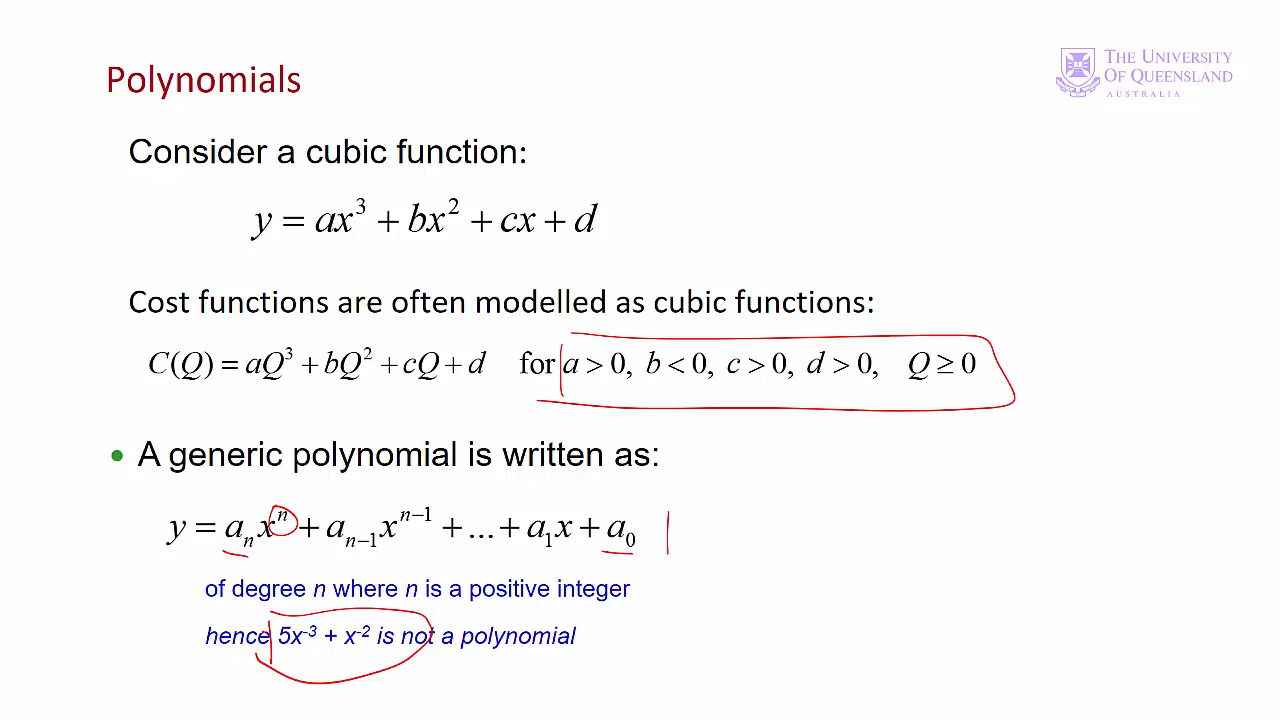 Polynomials
THE UNIVERSITY
OF QUEENSLAND
AUSTRALIA
Consider a cubic function:
y = ax³ + bx² + cx + d
Cost functions are often modelled as cubic functions:
C(Q) = aQ³ + bQ² + cQ + d for a > 0, b < 0, c > 0, d > 0, Q ≥ 0
• A generic polynomial is written as:
y = aₙxⁿ + aₙ₋₁xⁿ⁻¹ + ... + a₁x + a₀
of degree n where n is a positive integer
hence 5x⁻³ + x⁻² is not a polynomial